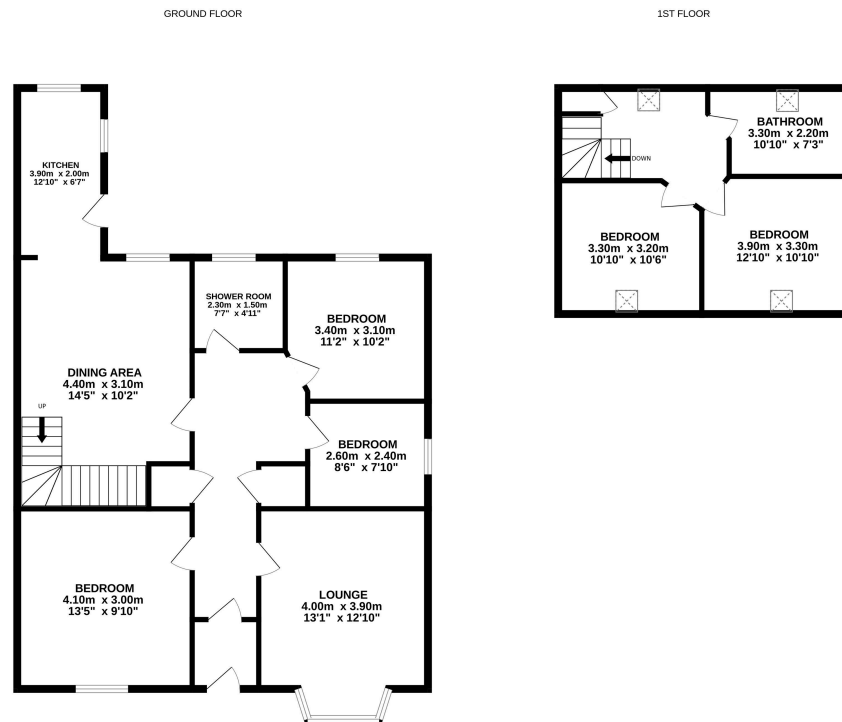 GROUND FLOOR
1ST FLOOR
KITCHEN
3.90m x 2.00m
12'10" x 6'7"
SHOWER ROOM
2.30m x 1.50m
7'7" x 4'11"
BEDROOM
3.40m x 3.10m
11'2" x 10'2"
DINING AREA
4.40m x 3.10m
14'5" x 10'2"
UP
BEDROOM
2.60m x 2.40m
8'6" x 7'10"
BEDROOM
4.10m x 3.00m
13'5" x 9'10"
LOUNGE
4.00m x 3.90m
13'1" x 12'10"
BATHROOM
3.30m x 2.20m
10'10" x 7'3"
DOWN
BEDROOM
3.30m x 3.20m
10'10" x 10'6"
BEDROOM
3.90m x 3.30m
12'10" x 10'10"